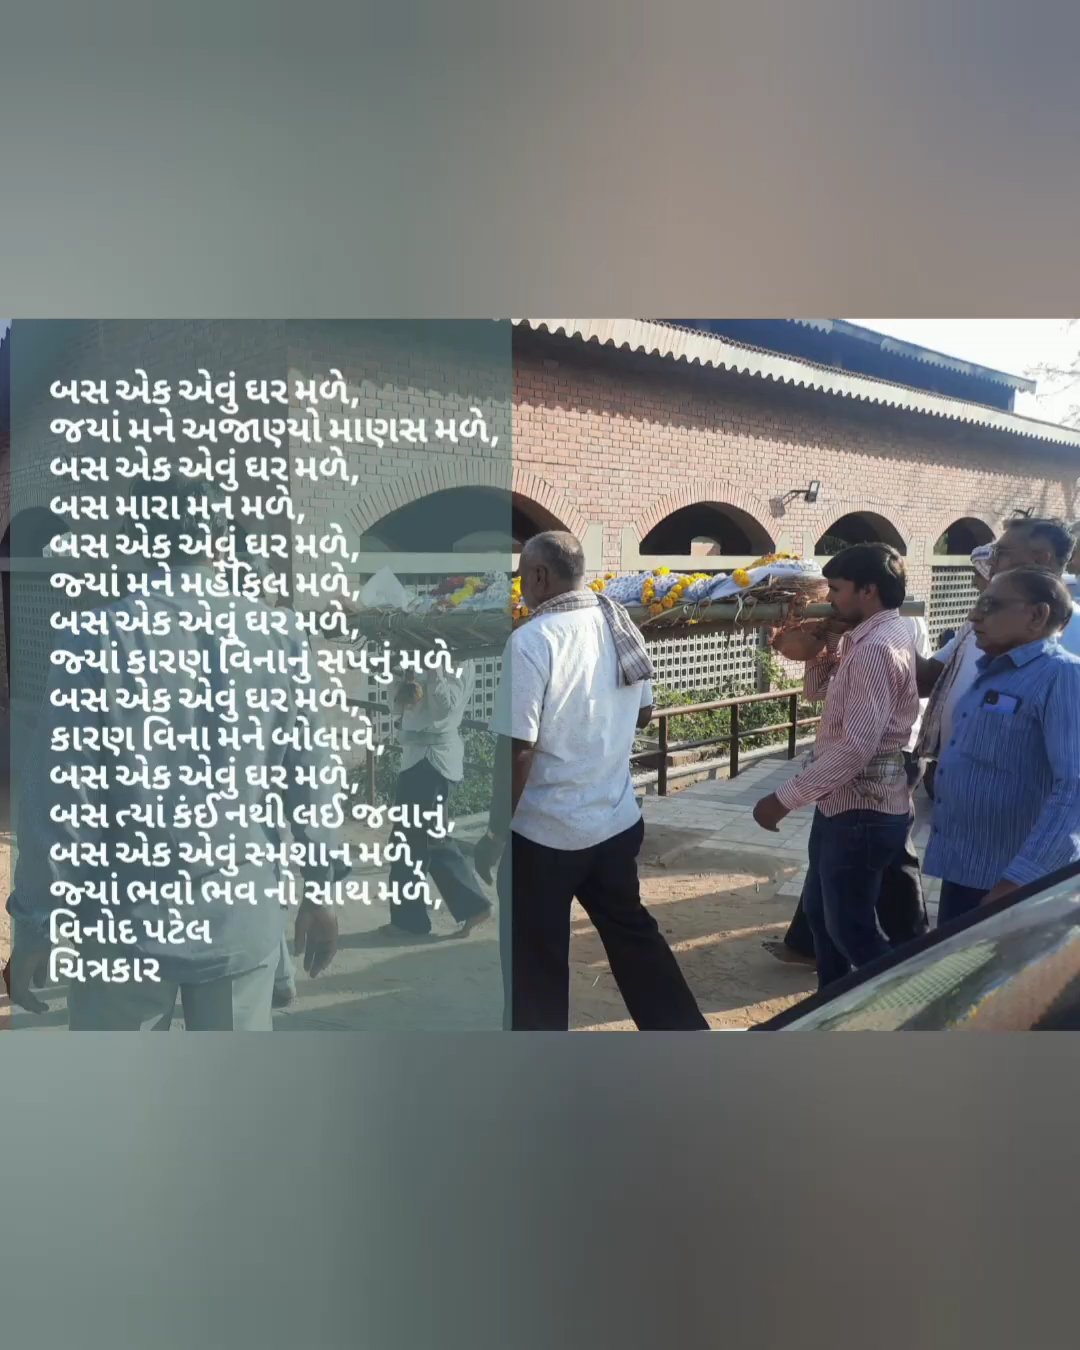 બસ એક એવું ઘર મળે,
જયાં મને અજાણ્યો માણસ મળે,
બસ એક એવું ઘર મળે,
બસ મારા મન મળે,
બસ એક એવું ઘર મળે,
જ્યાં મને મહેફિલ મળે,
બસ એક એવું ઘર મળે,
જ્યાં કારણ વિનાનું સપનું મળે,
બસ એક એવું ઘર મળે,
કારણ વિના મને બોલાવે,
બસ એક એવું ઘર મળે,
બસ ત્યાં કંઈ નથી લઈ જવાનું,
બસ એક એવું સ્મશાન મળે,
જ્યાં ભવો ભવ નો સાથ મળે,
વિનોદ પટેલ
ચિત્રકાર